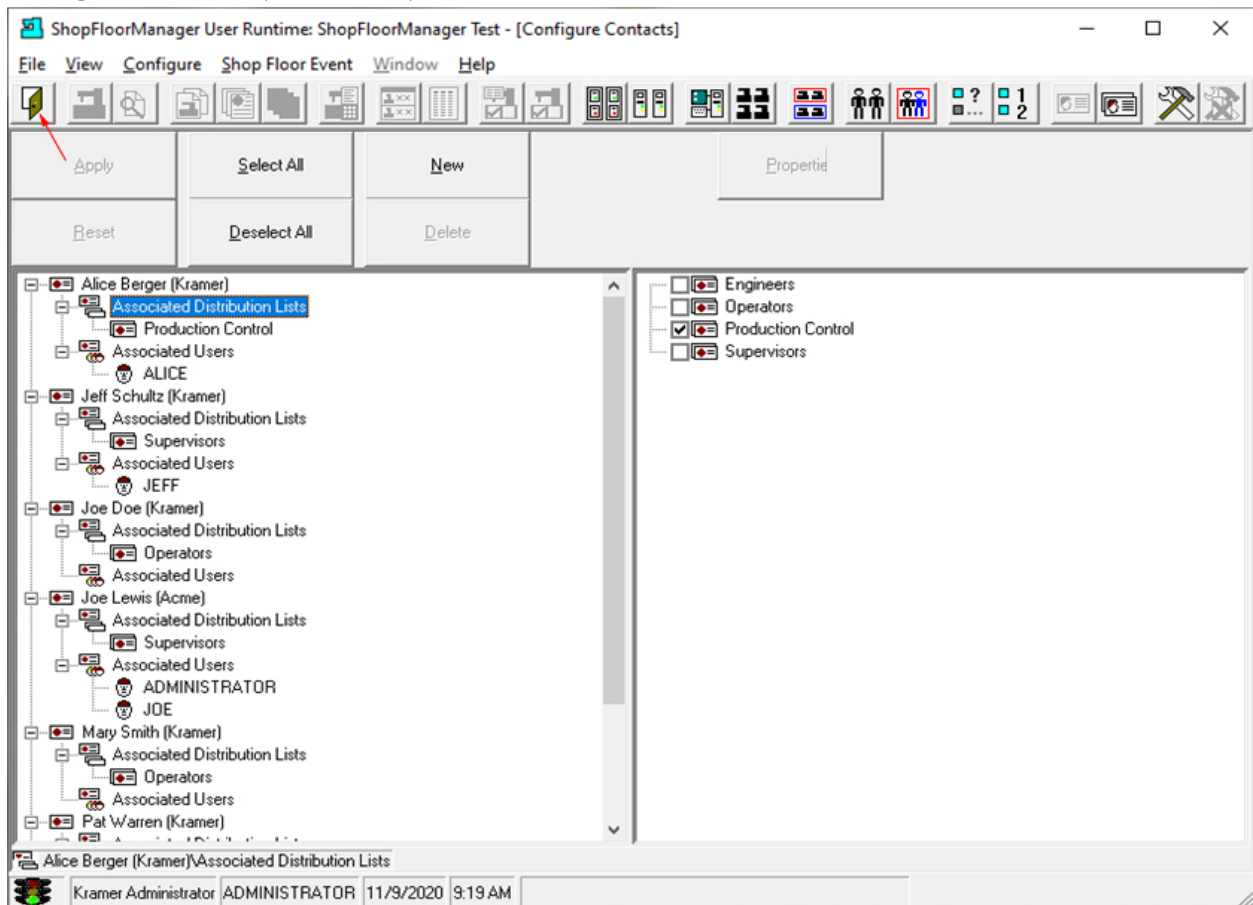 ShopFloorManager User Runtime: ShopFloorManager Test - [Configure Contacts]
File View Configure Shop Floor Event Window Help
Apply Select All New Propertie
Reset Deselect All Delete
Alice Berger (Kramer)
Associated Distribution Lists
Production Control
Associated Users
ALICE
Jeff Schultz (Kramer)
Associated Distribution Lists
Supervisors
Associated Users
JEFF
Joe Doe (Kramer)
Associated Distribution Lists
Operators
Associated Users
Joe Lewis (Acme)
Associated Distribution Lists
Supervisors
Associated Users
ADMINISTRATOR
JOE
Mary Smith (Kramer)
Associated Distribution Lists
Operators
Associated Users
Pat Warren (Kramer)
Engineers
Operators
Production Control
Supervisors
Alice Berger (Kramer)\Associated Distribution Lists
Kramer Administrator ADMINISTRATOR 11/9/2020 9:19 AM